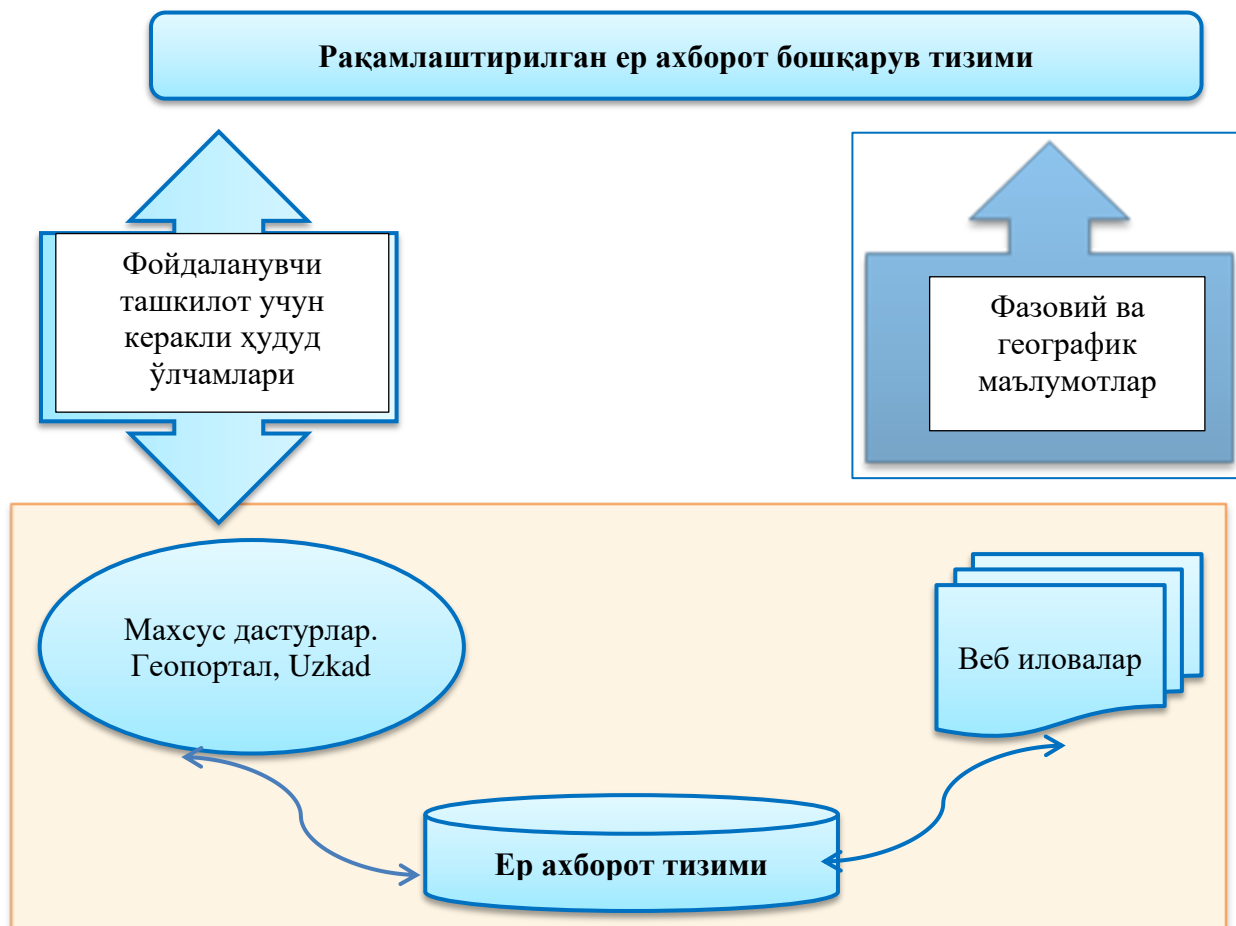 Рақамлаштирилган ер ахборот бошқарув тизими
Фойдаланувчи
ташкилот учун
керакли ҳудуд
ўлчамлари
Фазовий ва
географик
маълумотлар
Махсус дастурлар.
Геопортал, Uzkad
Веб иловалар
Ер ахборот тизими